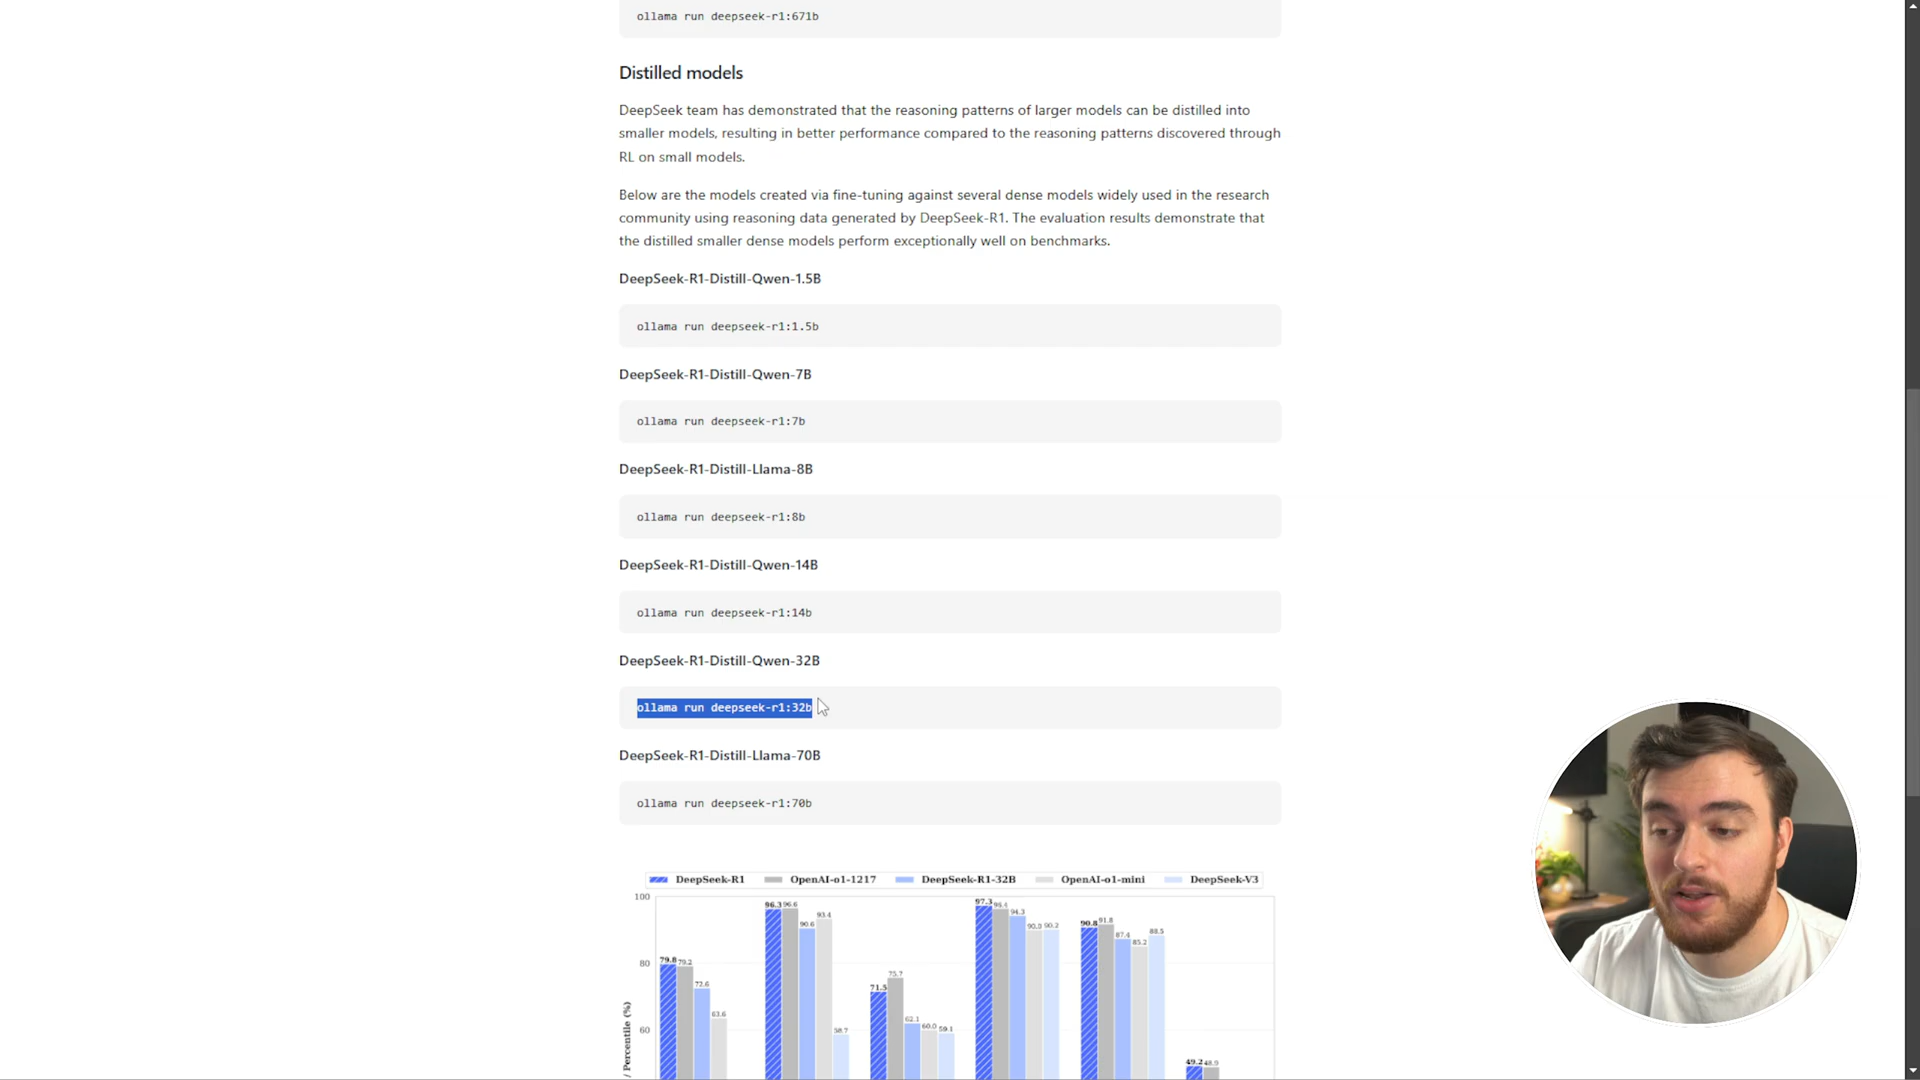 ollama run deepseek-r1:671b
Distilled models
DeepSeek team has demonstrated that the reasoning patterns of larger models can be distilled into
smaller models, resulting in better performance compared to the reasoning patterns discovered through
RL on small models.
Below are the models created via fine-tuning against several dense models widely used in the research
community using reasoning data generated by DeepSeek-R1. The evaluation results demonstrate that
the distilled smaller dense models perform exceptionally well on benchmarks.
DeepSeek-R1-Distill-Qwen-1.5B
ollama run deepseek-r1:1.5b
DeepSeek-R1-Distill-Qwen-7B
ollama run deepseek-r1:7b
DeepSeek-R1-Distill-Llama-8B
ollama run deepseek-r1:8b
DeepSeek-R1-Distill-Qwen-14B
ollama run deepseek-r1:14b
DeepSeek-R1-Distill-Qwen-32B
ollama run deepseek-r1:32b
DeepSeek-R1-Distill-Llama-70B
ollama run deepseek-r1:70b
DeepSeek-R1 OpenAI-o1-1217 DeepSeek-R1-32B OpenAI-o1-mini DeepSeek-V3
100
80
60
/ Percentile (%)
79.8 79.2 72.6 63.6
96.3 96.6 90.6 93.4 58.7
71.5 75.7 62.1 60.0 59.1
97.3 96.4 94.3 90.0 90.2
90.8 91.8 87.4 85.2 88.5
49.2 48.9